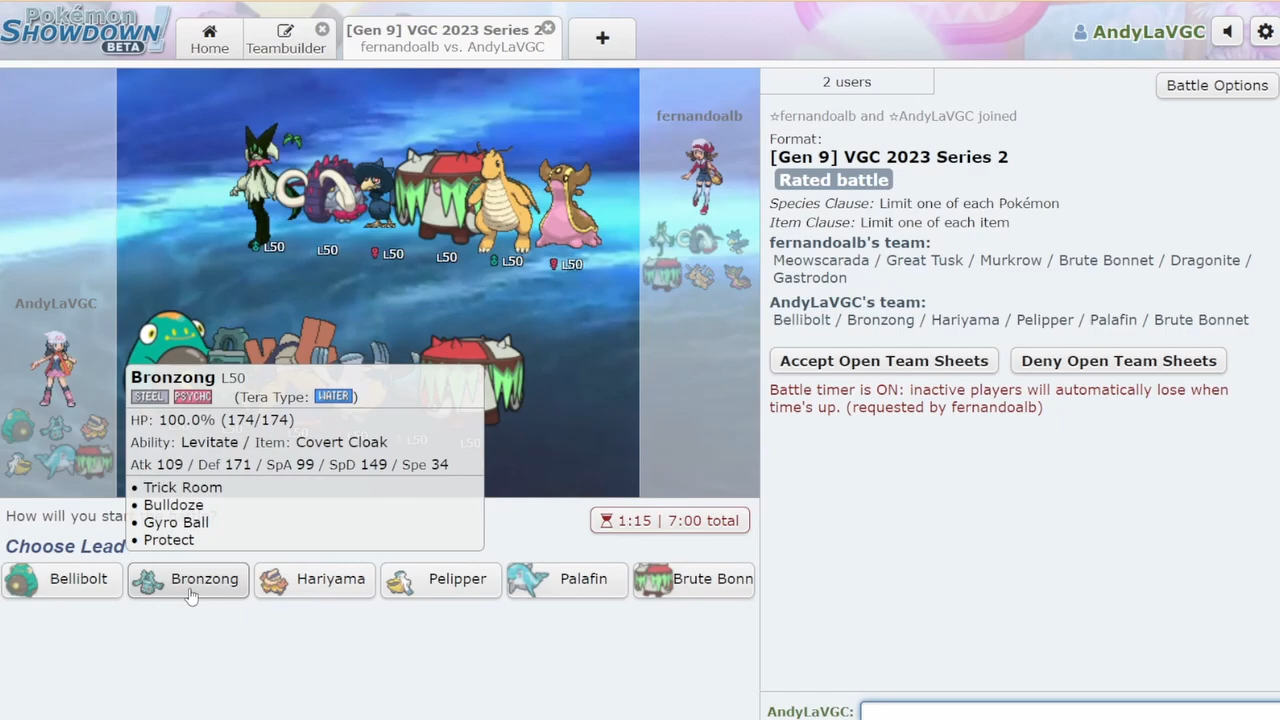 Pokémon
SHOWDOWN!
BETA
Home
Teambuilder
[Gen 9] VGC 2023 Series 2
fernandoalb vs. AndyLaVGC
+
AndyLaVGC
2 users
Battle Options
fernandoalb
L50
L50
L50
L50
L50
L50
AndyLaVGC
☆fernandoalb and ☆AndyLaVGC joined
Format:
[Gen 9] VGC 2023 Series 2
Rated battle
Species Clause: Limit one of each Pokémon
Item Clause: Limit one of each item
fernandoalb's team:
Meowscarada / Great Tusk / Murkrow / Brute Bonnet / Dragonite /
Gastrodon
AndyLaVGC's team:
Bellibolt / Bronzong / Hariyama / Pelipper / Palafin / Brute Bonnet
Accept Open Team Sheets
Deny Open Team Sheets
Battle timer is ON: inactive players will automatically lose when
time's up. (requested by fernandoalb)
Bronzong L50
STEEL PSYCHC (Tera Type: WATER)
HP: 100.0% (174/174)
Ability: Levitate / Item: Covert Cloak
Atk 109 / Def 171 / SpA 99 / SpD 149 / Spe 34
• Trick Room
• Bulldoze
• Gyro Ball
• Protect
L50
L50
How will you star
1:15 | 7:00 total
Choose Lead
Bellibolt
Bronzong
Hariyama
Pelipper
Palafin
Brute Bonn
AndyLaVGC: